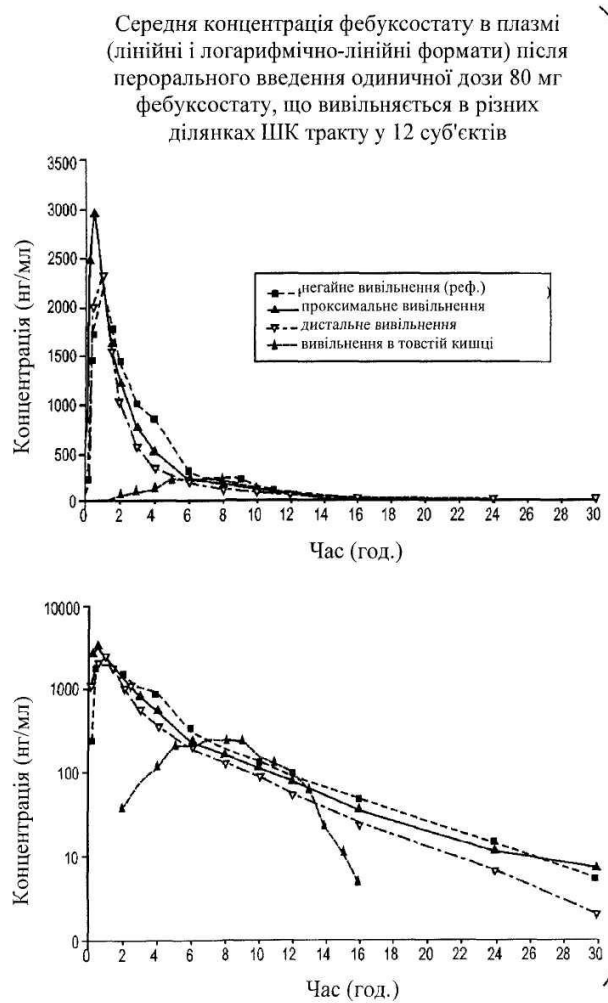 Середня концентрація фебуксостату в плазмі
(лінійні і логарифмічно-лінійні формати) після
перорального введення одиничної дози 80 мг
фебуксостату, що вивільняється в різних
ділянках ШК тракту у 12 суб'єктів
3500
3000
2500
2000
1500
1000
500
0
Концентрація (нг/мл)
негайне вивільнення (реф.)
проксимальне вивільнення
дистальне вивільнення
вивільнення в товстій кишці
0 2 4 6 8 10 12 14 16 18 20 22 24 26 28 30
Час (год.)
10000
1000
100
10
0
Концентрація (нг/мл)
0 2 4 6 8 10 12 14 16 18 20 22 24 26 28 30
Час (год.)